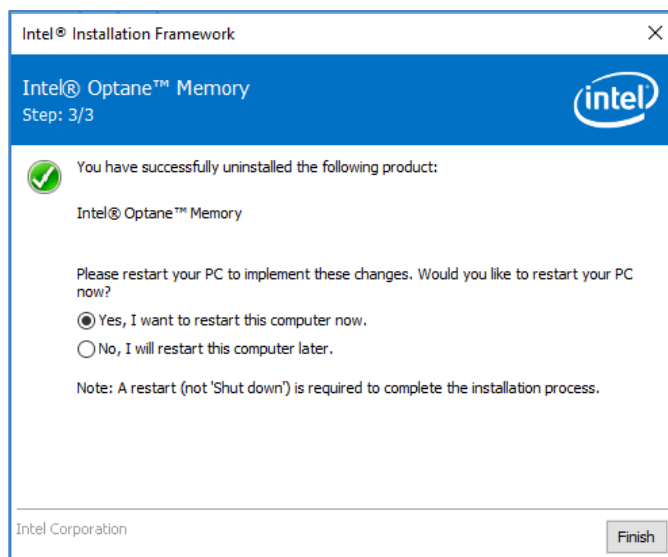 Intel® Installation Framework
Intel® Optane™ Memory
Step: 3/3
intel
You have successfully uninstalled the following product:
Intel® Optane™ Memory
Please restart your PC to implement these changes. Would you like to restart your PC
now?
Yes, I want to restart this computer now.
No, I will restart this computer later.
Note: A restart (not 'Shut down') is required to complete the installation process.
Intel Corporation
Finish